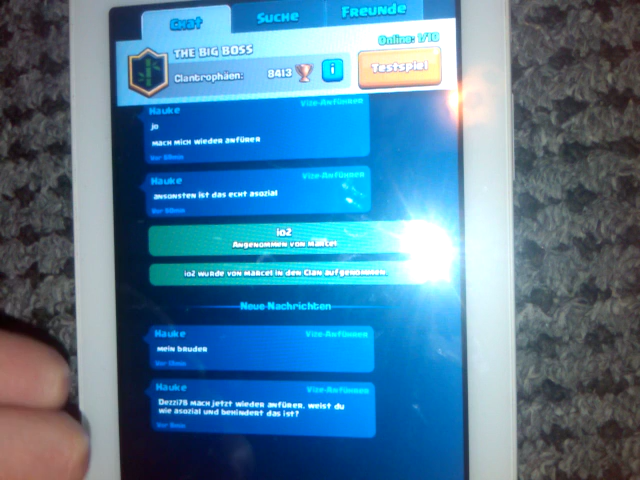 Chat
Suche
Freunde
THE BIG BOSS
Online: 1/10
Clantrophäen: 8413
i
Testspiel
Hauke Vize-Anführer
jo
mach mich wieder anfürer
Hauke Vize-Anführer
ansonsten ist das echt asozial
io2
Angenommen von Marcel
io2 wurde von Marcel in den Clan aufgenommen.
Neue Nachrichten
Hauke Vize-Anführer
mein bruder
Hauke Vize-Anführer
Dezzi78 mach jetzt wieder anfürer. weist du
wie asozial und behindert das ist?